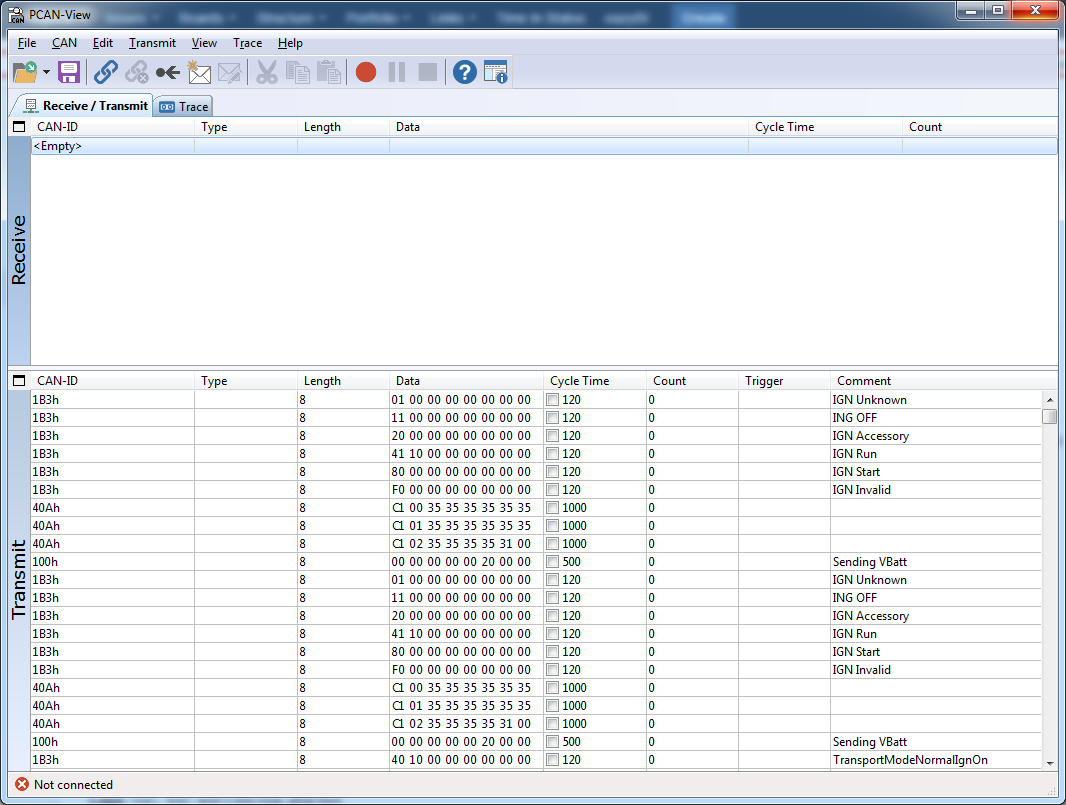 PCAN-View
File CAN Edit Transmit View Trace Help
Receive / Transmit Trace
CAN-ID Type Length Data Cycle Time Count
<Empty>
Receive
CAN-ID Type Length Data Cycle Time Count Trigger Comment
1B3h 8 01 00 00 00 00 00 00 00 120 0 IGN Unknown
1B3h 8 11 00 00 00 00 00 00 00 120 0 ING OFF
1B3h 8 20 00 00 00 00 00 00 00 120 0 IGN Accessory
1B3h 8 41 10 00 00 00 00 00 00 120 0 IGN Run
1B3h 8 80 00 00 00 00 00 00 00 120 0 IGN Start
1B3h 8 F0 00 00 00 00 00 00 00 120 0 IGN Invalid
40Ah 8 C1 00 35 35 35 35 35 35 1000 0
40Ah 8 C1 01 35 35 35 35 35 35 1000 0
40Ah 8 C1 02 35 35 35 35 31 00 1000 0
100h 8 00 00 00 00 00 20 00 00 500 0 Sending VBatt
1B3h 8 01 00 00 00 00 00 00 00 120 0 IGN Unknown
1B3h 8 11 00 00 00 00 00 00 00 120 0 ING OFF
1B3h 8 20 00 00 00 00 00 00 00 120 0 IGN Accessory
1B3h 8 41 10 00 00 00 00 00 00 120 0 IGN Run
1B3h 8 80 00 00 00 00 00 00 00 120 0 IGN Start
1B3h 8 F0 00 00 00 00 00 00 00 120 0 IGN Invalid
40Ah 8 C1 00 35 35 35 35 35 35 1000 0
40Ah 8 C1 01 35 35 35 35 35 35 1000 0
40Ah 8 C1 02 35 35 35 35 31 00 1000 0
100h 8 00 00 00 00 00 20 00 00 500 0 Sending VBatt
1B3h 8 40 10 00 00 00 00 00 00 120 0 TransportModeNormalIgnOn
Transmit
Not connected